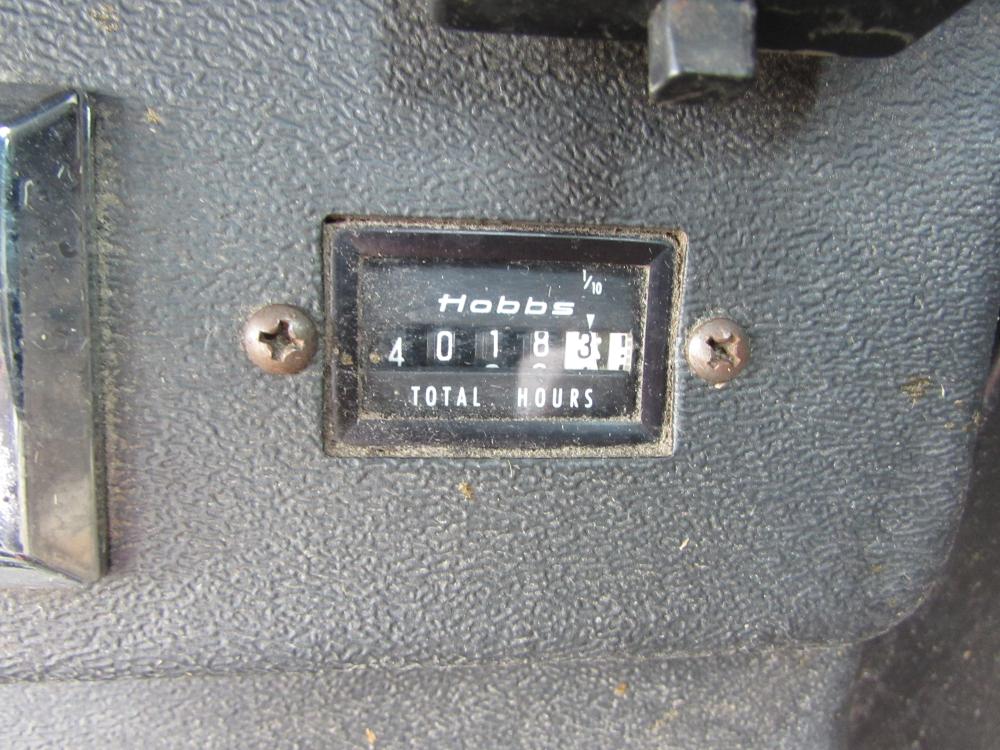 1/10
Hobbs
4 0 1 8 3
TOTAL HOURS